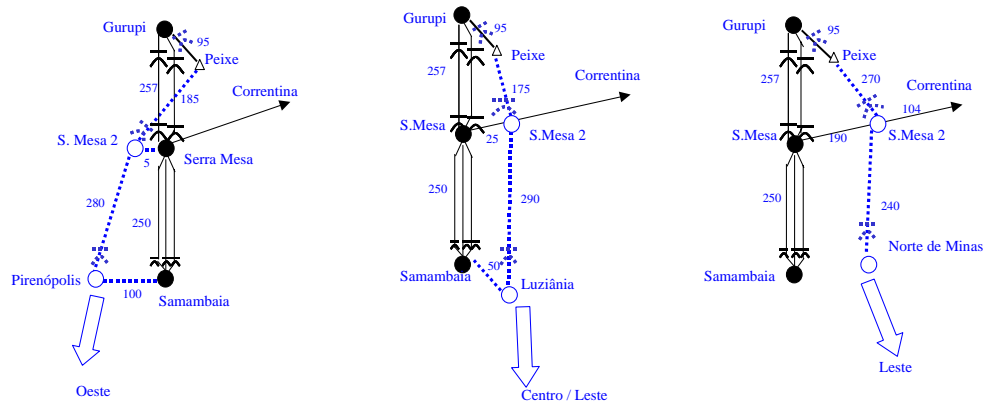 Gurupi
95
Peixe
257
185
Correntina
S. Mesa 2
5
Serra Mesa
280
250
Pirenópolis
100
Samambaia
Oeste
Gurupi
95
Peixe
257
175
Correntina
S.Mesa
25
S.Mesa 2
250
290
50
Samambaia
Luziânia
Centro / Leste
Gurupi
95
Peixe
257
270
Correntina
104
S.Mesa
190
S.Mesa 2
250
240
Norte de Minas
Samambaia
Leste